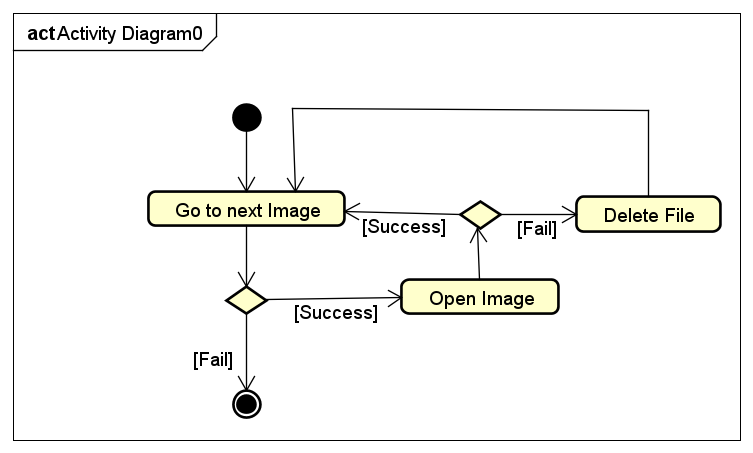 act Activity Diagram0
Go to next Image
[Success]
[Fail]
Delete File
Open Image
[Success]
[Fail]